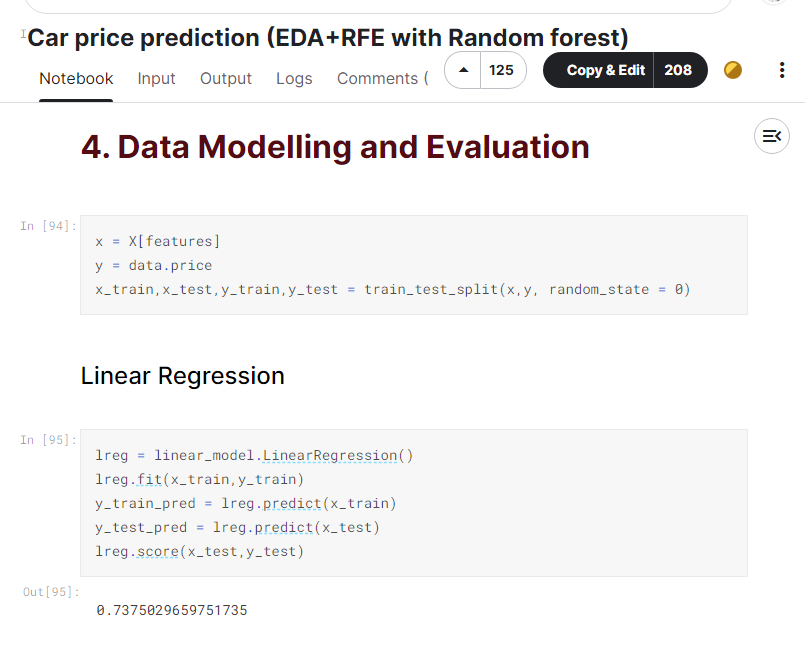 Car price prediction (EDA+RFE with Random forest)
Notebook Input Output Logs Comments (
125
Copy & Edit 208
4. Data Modelling and Evaluation
In [94]:
x = X[features]
y = data.price
x_train,x_test,y_train,y_test = train_test_split(x,y, random_state = 0)
Linear Regression
In [95]:
lreg = linear_model.LinearRegression()
lreg.fit(x_train,y_train)
y_train_pred = lreg.predict(x_train)
y_test_pred = lreg.predict(x_test)
lreg.score(x_test,y_test)
Out[95]:
0.7375029659751735